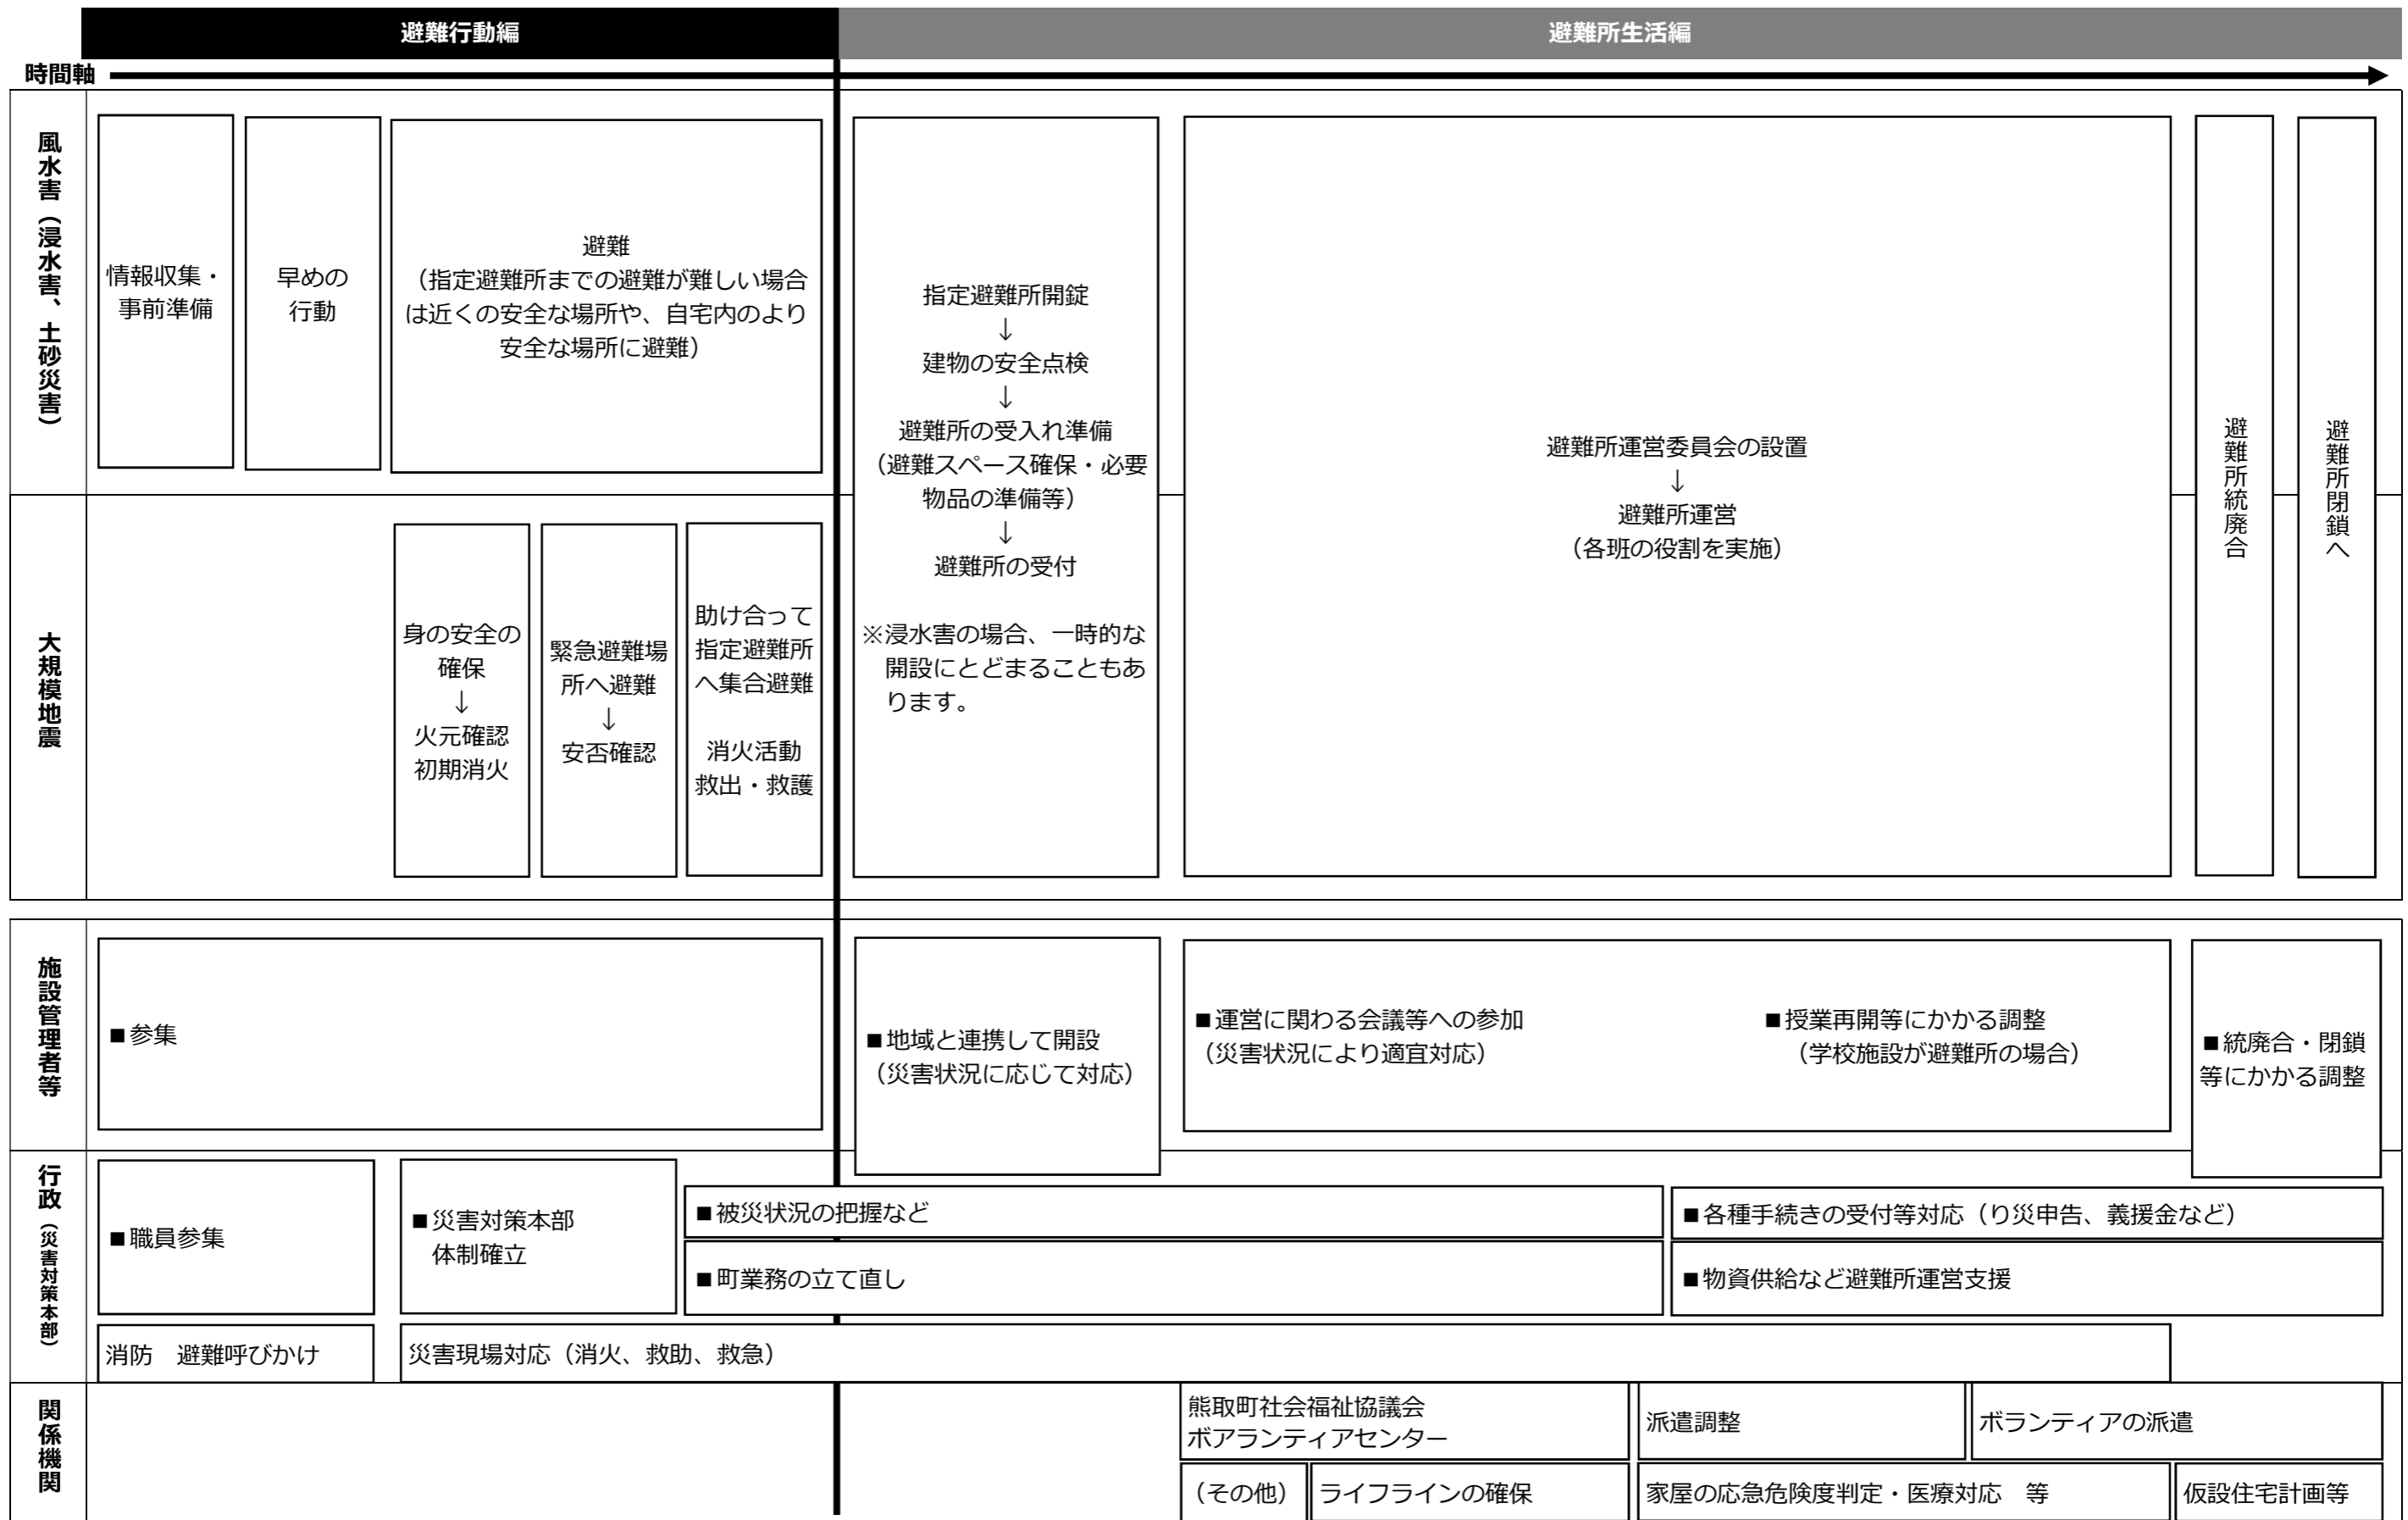 避難行動編
避難所生活編
時間軸
風水害（浸水害、土砂災害）
情報収集・
事前準備
早めの
行動
避難
（指定避難所までの避難が難しい場合
は近くの安全な場所や、自宅内のより
安全な場所に避難）
指定避難所開錠
↓
建物の安全点検
↓
避難所の受入れ準備
（避難スペース確保・必要
物品の準備等）
↓
避難所の受付
※浸水害の場合、一時的な
開設にとどまることもあ
ります。
避難所運営委員会の設置
↓
避難所運営
（各班の役割を実施）
避難所統廃合
避難所閉鎖へ
大規模地震
身の安全の
確保
↓
火元確認
初期消火
緊急避難場
所へ避難
↓
安否確認
助け合って
指定避難所
へ集合避難
消火活動
救出・救護
施設管理者等
■参集
■地域と連携して開設
（災害状況に応じて対応）
■運営に関わる会議等への参加
（災害状況により適宜対応）
■授業再開等にかかる調整
（学校施設が避難所の場合）
■統廃合・閉鎖
等にかかる調整
行政（災害対策本部）
■職員参集
■災害対策本部
体制確立
■被災状況の把握など
■各種手続きの受付等対応（り災申告、義援金など）
■町業務の立て直し
■物資供給など避難所運営支援
消防　避難呼びかけ
災害現場対応（消火、救助、救急）
関係機関
熊取町社会福祉協議会
ボアランティアセンター
派遣調整
ボランティアの派遣
（その他）
ライフラインの確保
家屋の応急危険度判定・医療対応　等
仮設住宅計画等